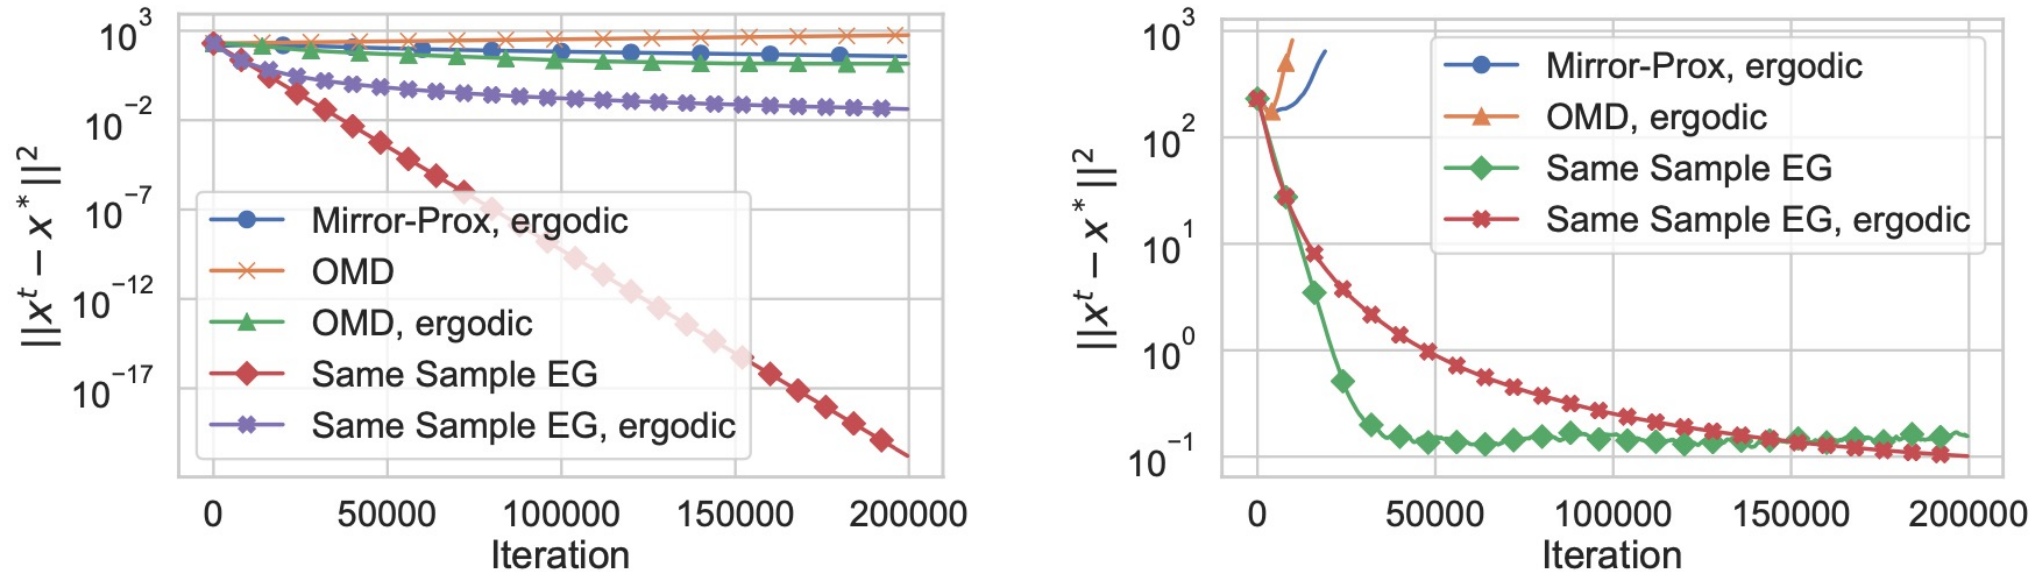 10^3
10^−2
10^−7
10^−12
10^−17
||x^t − x^*||^2
Mirror-Prox, ergodic
OMD
OMD, ergodic
Same Sample EG
Same Sample EG, ergodic
0 50000 100000 150000 200000
Iteration
10^3
10^2
10^1
10^0
10^−1
||x^t − x^*||^2
Mirror-Prox, ergodic
OMD, ergodic
Same Sample EG
Same Sample EG, ergodic
0 50000 100000 150000 200000
Iteration